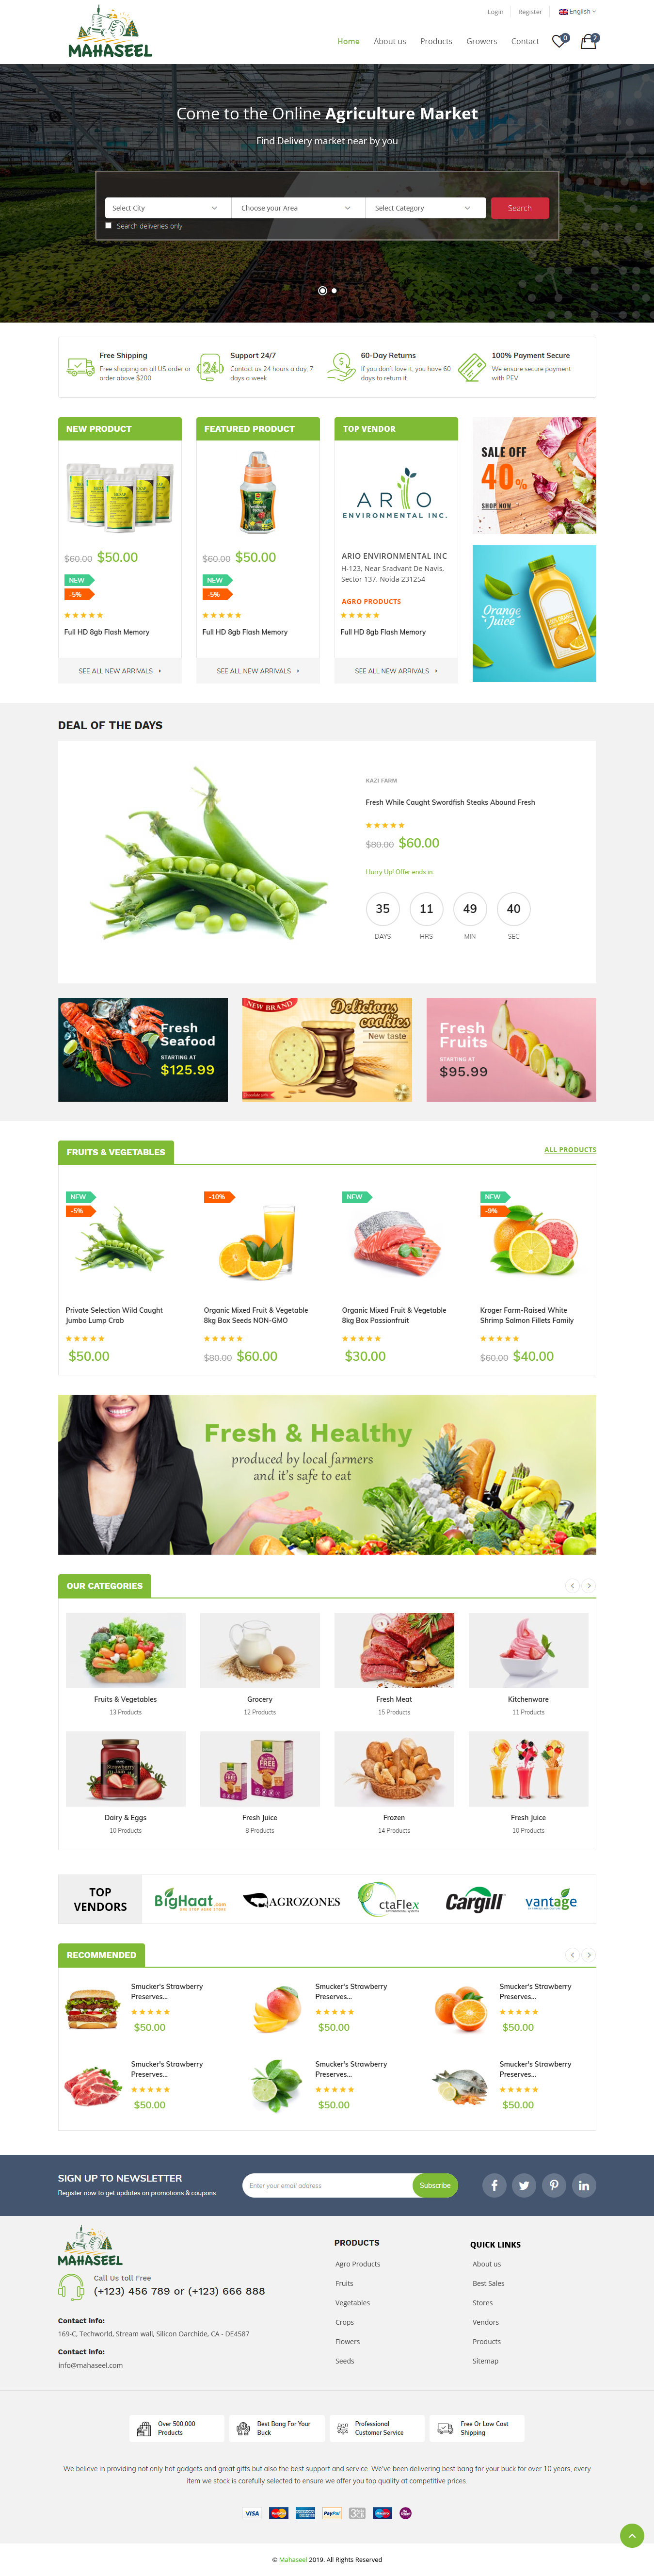 Login
Register
English
MAHASEEL
Home
About us
Products
Growers
Contact
0
2
Come to the Online Agriculture Market
Find Delivery market near by you
Select City
Choose your Area
Select Category
Search
Search deliveries only
Free Shipping
Free shipping on all US order or
order above $200
24
Support 24/7
Contact us 24 hours a day, 7
days a week
60-Day Returns
If you don't love it, you have 60
days to return it.
100% Payment Secure
We ensure secure payment
with PEV
NEW PRODUCT
$60.00 $50.00
NEW
-5%
Full HD 8gb Flash Memory
SEE ALL NEW ARRIVALS
FEATURED PRODUCT
$60.00 $50.00
NEW
-5%
Full HD 8gb Flash Memory
SEE ALL NEW ARRIVALS
TOP VENDOR
ARIO
ENVIRONMENTAL INC.
ARIO ENVIRONMENTAL INC
H-123, Near Sradvant De Navis,
Sector 137, Noida 231254
AGRO PRODUCTS
Full HD 8gb Flash Memory
SEE ALL NEW ARRIVALS
SALE OFF
40%
SHOP NOW
Orange
Juice
DEAL OF THE DAYS
KAZI FARM
Fresh While Caught Swordfish Steaks Abound Fresh
$80.00 $60.00
Hurry Up! Offer ends in:
35
11
49
40
DAYS
HRS
MIN
SEC
Fresh
Seafood
STARTING AT
$125.99
NEW BRAND
Delicious
cookies
New taste
Fresh
Fruits
STARTING AT
$95.99
FRUITS & VEGETABLES
ALL PRODUCTS
NEW
-5%
Private Selection Wild Caught
Jumbo Lump Crab
$50.00
-10%
Organic Mixed Fruit & Vegetable
8kg Box Seeds NON-GMO
$80.00 $60.00
NEW
Organic Mixed Fruit & Vegetable
8kg Box Passionfruit
$30.00
NEW
-9%
Kroger Farm-Raised White
Shrimp Salmon Fillets Family
$60.00 $40.00
Fresh & Healthy
produced by local farmers
and it's safe to eat
OUR CATEGORIES
Fruits & Vegetables
13 Products
Grocery
12 Products
Fresh Meat
15 Products
Kitchenware
11 Products
Dairy & Eggs
10 Products
Fresh Juice
8 Products
Frozen
14 Products
Fresh Juice
10 Products
TOP
VENDORS
BigHaat.com
AGROZONES
ctaFlex
Cargill
vantage
RECOMMENDED
Smucker's Strawberry
Preserves...
$50.00
Smucker's Strawberry
Preserves...
$50.00
Smucker's Strawberry
Preserves...
$50.00
Smucker's Strawberry
Preserves...
$50.00
Smucker's Strawberry
Preserves...
$50.00
Smucker's Strawberry
Preserves...
$50.00
SIGN UP TO NEWSLETTER
Register now to get updates on promotions & coupons.
Enter your email address
Subscribe
MAHASEEL
Call Us toll Free
(+123) 456 789 or (+123) 666 888
Contact info:
169-C, Techworld, Stream wall, Silicon Oarchide, CA - DE4587
Contact info:
info@mahaseel.com
PRODUCTS
Agro Products
Fruits
Vegetables
Crops
Flowers
Seeds
QUICK LINKS
About us
Best Sales
Stores
Vendors
Products
Sitemap
Over 500,000
Products
Best Bang For Your
Buck
Professional
Customer Service
Free Or Low Cost
Shipping
We believe in providing not only hot gadgets and great gifts but also the best support and service. We've been delivering best bang for your buck for over 10 years, every
item we stock is carefully selected to ensure we offer you top quality at competitive prices.
VISA
PayPal
© Mahaseel 2019. All Rights Reserved